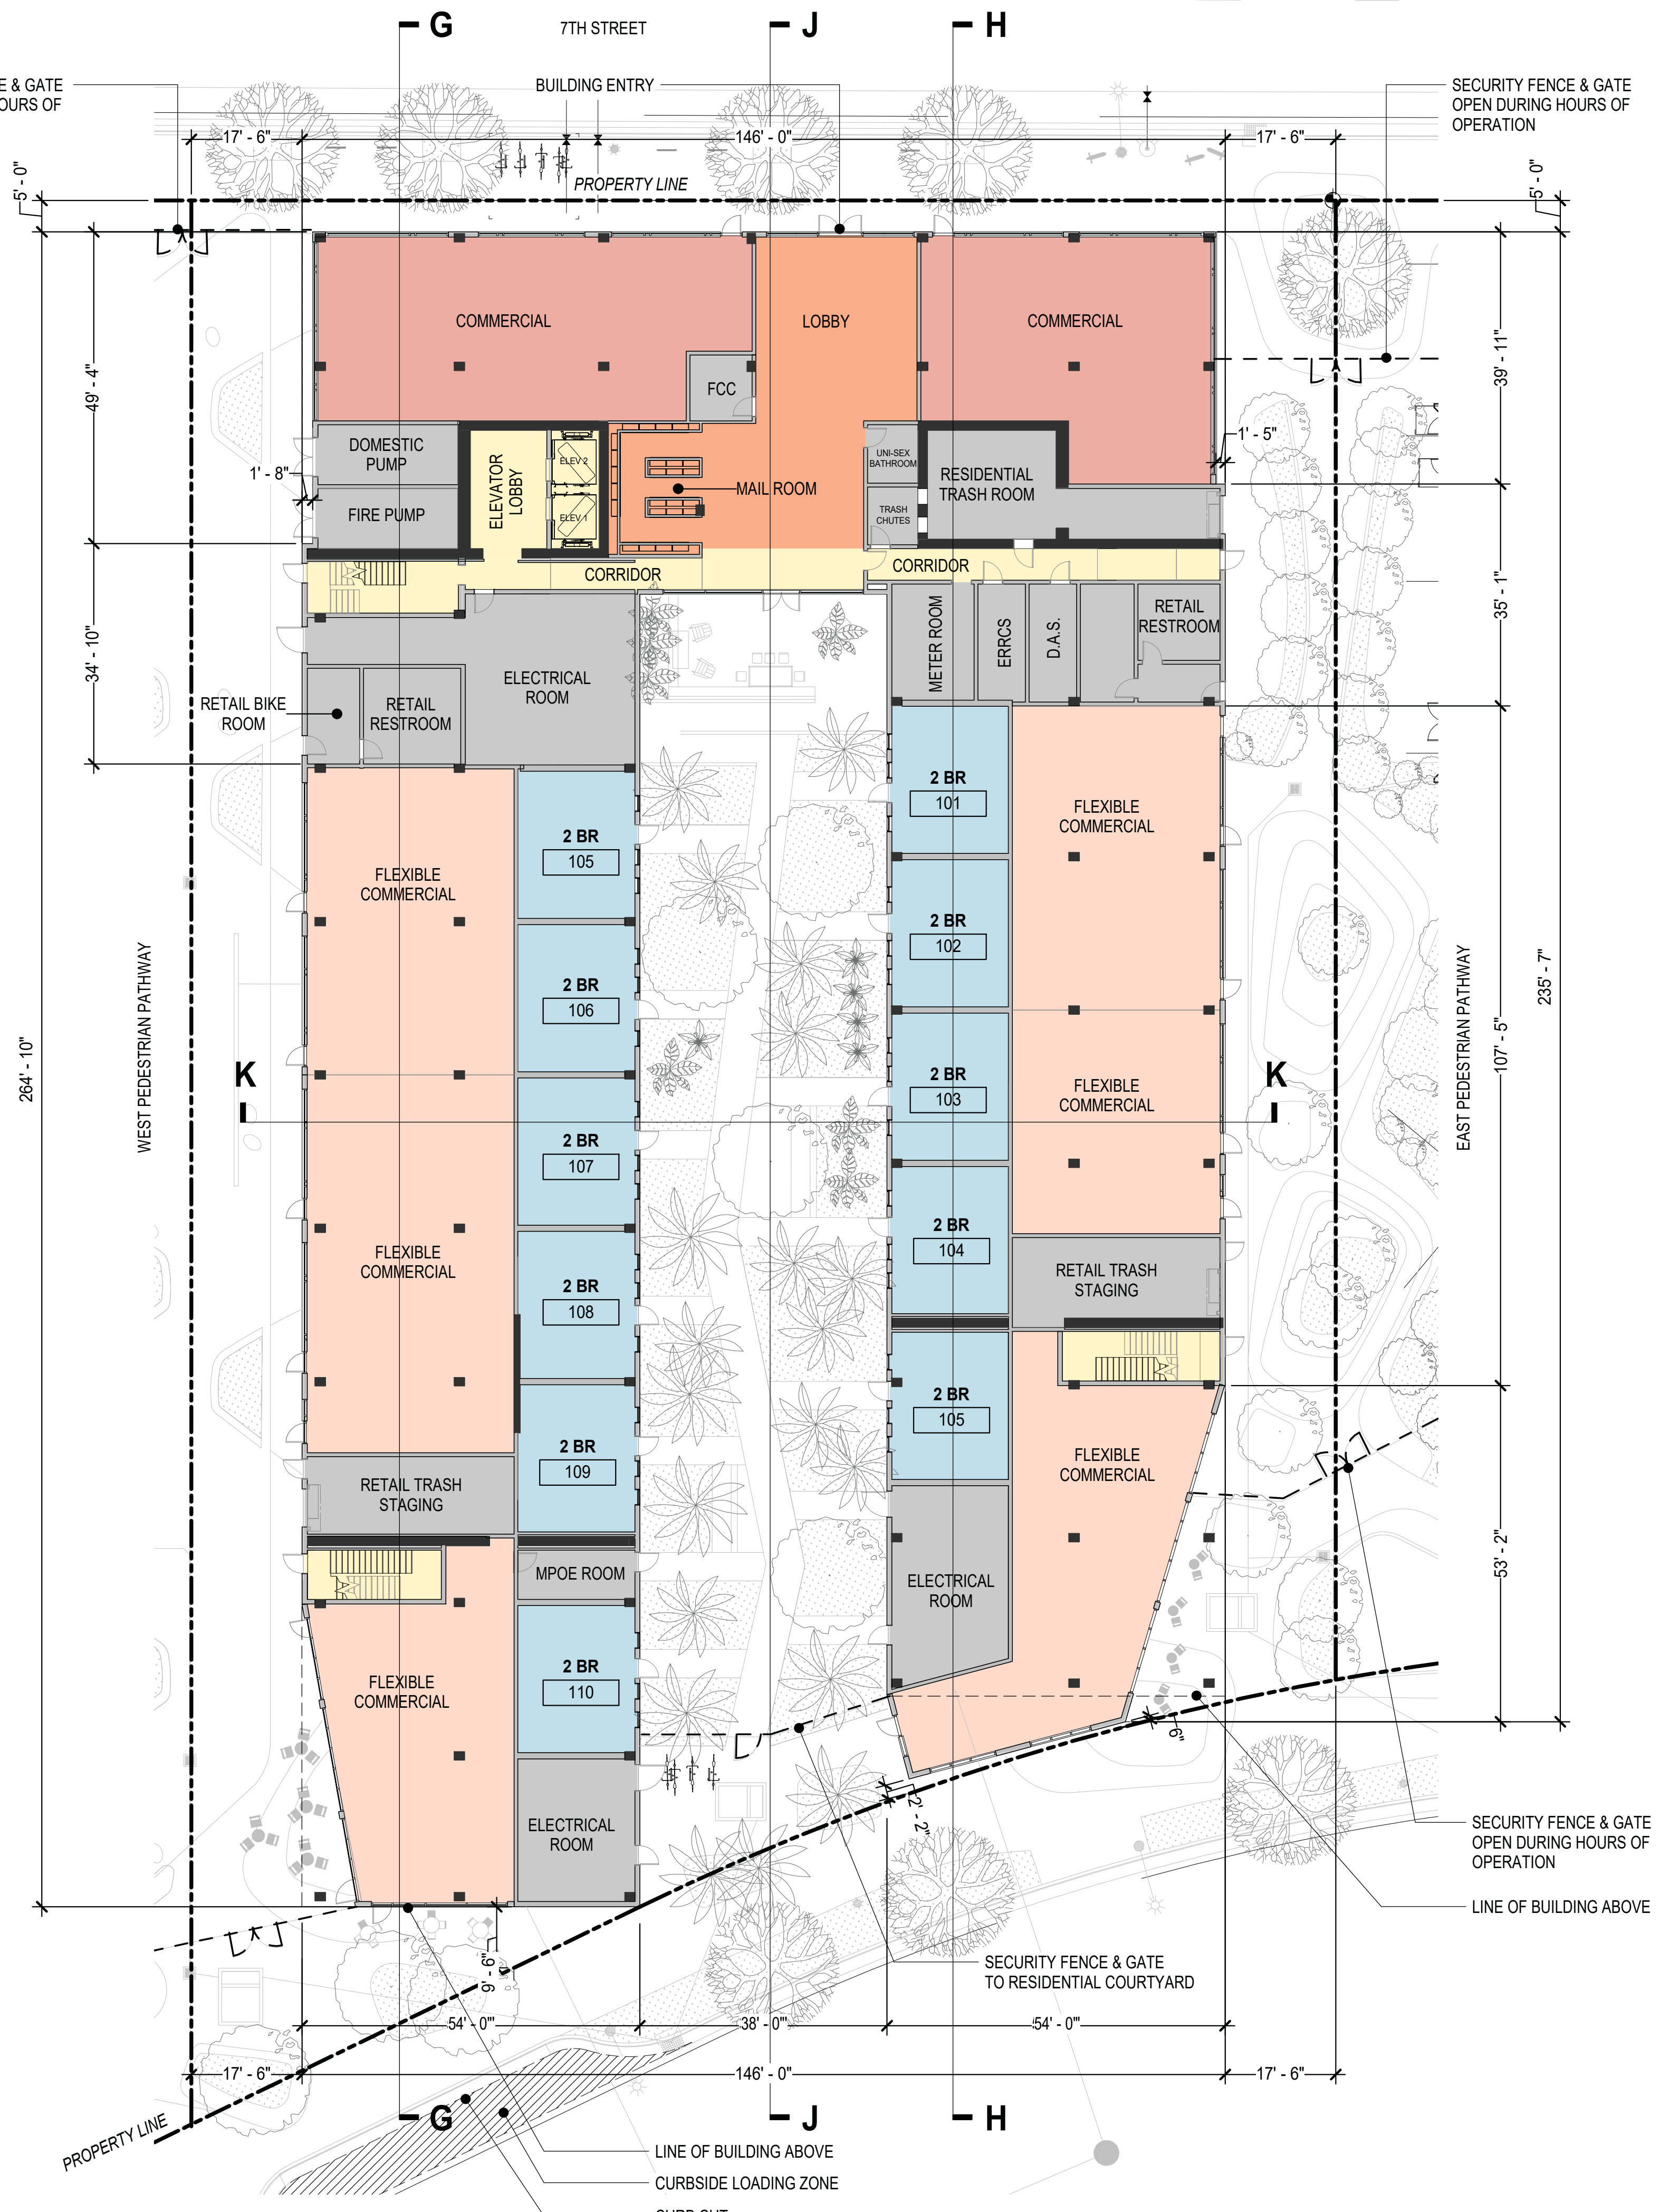 G
7TH STREET
J
H
E & GATE
OURS OF
BUILDING ENTRY
SECURITY FENCE & GATE
OPEN DURING HOURS OF
OPERATION
17' - 6"
146' - 0"
17' - 6"
5' - 0"
PROPERTY LINE
5' - 0"
COMMERCIAL
LOBBY
COMMERCIAL
49' - 4"
39' - 11"
FCC
DOMESTIC
PUMP
ELEVATOR
LOBBY
ELEV 2
UNI-SEX
BATHROOM
RESIDENTIAL
TRASH ROOM
1' - 5"
1' - 8"
MAIL ROOM
FIRE PUMP
ELEV 1
TRASH
CHUTES
CORRIDOR
CORRIDOR
34' - 10"
35' - 1"
METER ROOM
ERRCS
D.A.S.
RETAIL
RESTROOM
ELECTRICAL
ROOM
RETAIL BIKE
ROOM
RETAIL
RESTROOM
2 BR
101
FLEXIBLE
COMMERCIAL
2 BR
105
FLEXIBLE
COMMERCIAL
2 BR
102
2 BR
106
WEST PEDESTRIAN PATHWAY
EAST PEDESTRIAN PATHWAY
235' - 7"
264' - 10"
107' - 5"
K
K
2 BR
103
FLEXIBLE
COMMERCIAL
2 BR
107
2 BR
104
FLEXIBLE
COMMERCIAL
2 BR
108
RETAIL TRASH
STAGING
2 BR
105
2 BR
109
FLEXIBLE
COMMERCIAL
RETAIL TRASH
STAGING
53' - 2"
MPOE ROOM
ELECTRICAL
ROOM
2 BR
110
FLEXIBLE
COMMERCIAL
6"
2' - 2"
ELECTRICAL
ROOM
SECURITY FENCE & GATE
OPEN DURING HOURS OF
OPERATION
LINE OF BUILDING ABOVE
9' - 6"
SECURITY FENCE & GATE
TO RESIDENTIAL COURTYARD
54' - 0"
38' - 0"
54' - 0"
17' - 6"
146' - 0"
17' - 6"
G
J
H
PROPERTY LINE
LINE OF BUILDING ABOVE
CURBSIDE LOADING ZONE
CURB CUT